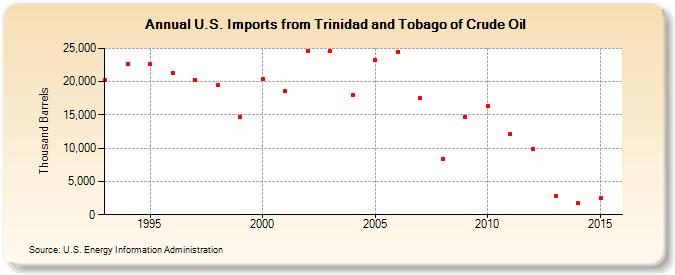 Annual U.S. Imports from Trinidad and Tobago of Crude Oil
Thousand Barrels
25,000
20,000
15,000
10,000
5,000
0
1995 2000 2005 2010 2015
Source: U.S. Energy Information Administration